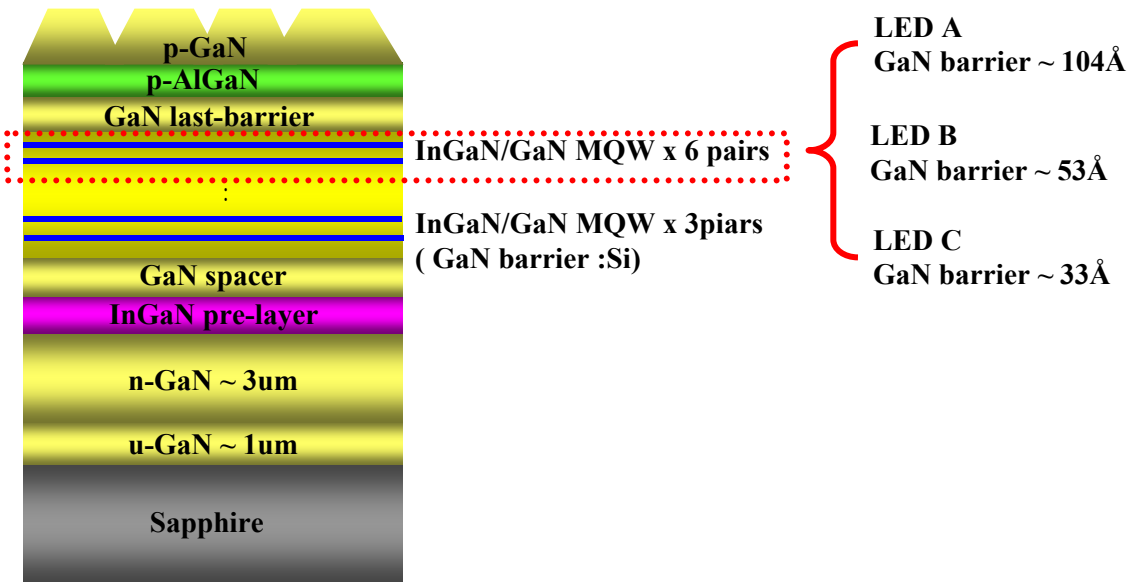 p-GaN
p-AlGaN
GaN last-barrier
InGaN/GaN MQW x 6 pairs
:
InGaN/GaN MQW x 3piars
( GaN barrier :Si)
GaN spacer
InGaN pre-layer
n-GaN ~ 3um
u-GaN ~ 1um
Sapphire
LED A
GaN barrier ~ 104Å
LED B
GaN barrier ~ 53Å
LED C
GaN barrier ~ 33Å